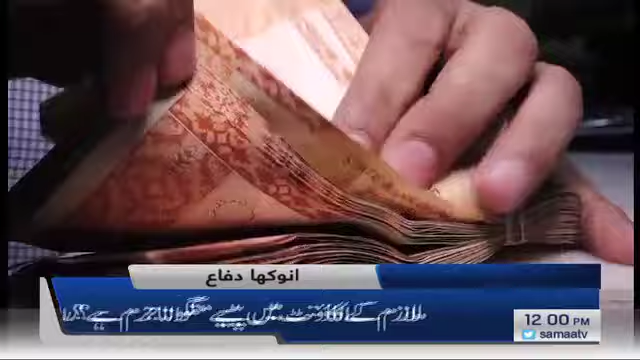 انوکھا دفاع
ملازم کے اکاؤنٹ میں پیسے منگوانا جرم ہے؟
12 00 PM
samaatv